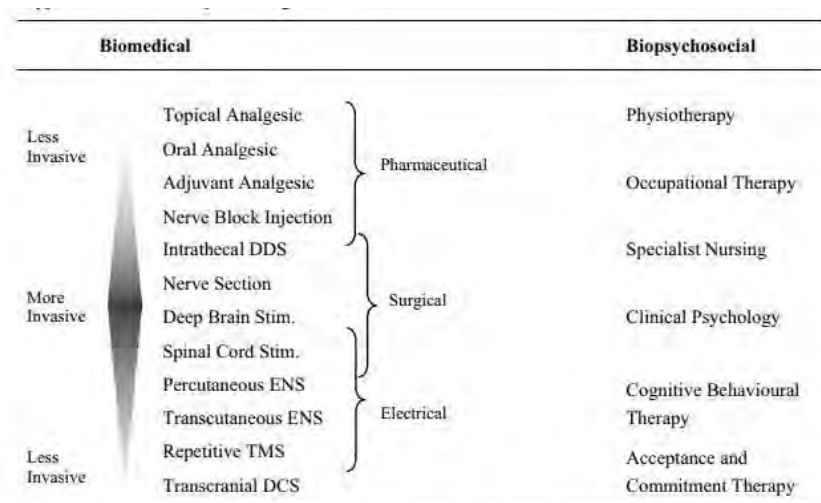 Biomedical Biopsychosocial
Topical Analgesic Physiotherapy
Less
Invasive
Oral Analgesic
Pharmaceutical
Adjuvant Analgesic Occupational Therapy
Nerve Block Injection
Intrathecal DDS Specialist Nursing
Nerve Section
More
Invasive
Surgical
Deep Brain Stim. Clinical Psychology
Spinal Cord Stim.
Percutaneous ENS
Cognitive Behavioural
Therapy
Electrical
Transcutaneous ENS
Repetitive TMS
Less
Invasive
Acceptance and
Commitment Therapy
Transcranial DCS